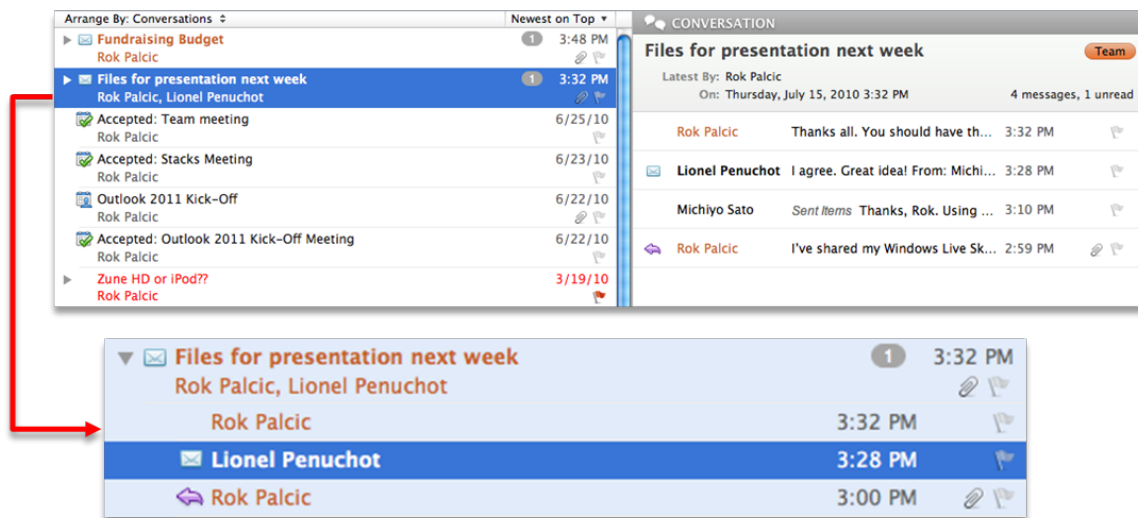 Arrange By: Conversations Newest on Top
Fundraising Budget 1 3:48 PM
Rok Palcic
Files for presentation next week 1 3:32 PM
Rok Palcic, Lionel Penuchot
Accepted: Team meeting 6/25/10
Rok Palcic
Accepted: Stacks Meeting 6/23/10
Rok Palcic
Outlook 2011 Kick-Off 6/22/10
Rok Palcic
Accepted: Outlook 2011 Kick-Off Meeting 6/22/10
Rok Palcic
Zune HD or iPod?? 3/19/10
Rok Palcic
CONVERSATION
Files for presentation next week Team
Latest By: Rok Palcic
On: Thursday, July 15, 2010 3:32 PM 4 messages, 1 unread
Rok Palcic Thanks all. You should have th... 3:32 PM
Lionel Penuchot I agree. Great idea! From: Michi... 3:28 PM
Michiyo Sato Sent Items Thanks, Rok. Using ... 3:10 PM
Rok Palcic I've shared my Windows Live Sk... 2:59 PM
Files for presentation next week 1 3:32 PM
Rok Palcic, Lionel Penuchot
Rok Palcic 3:32 PM
Lionel Penuchot 3:28 PM
Rok Palcic 3:00 PM